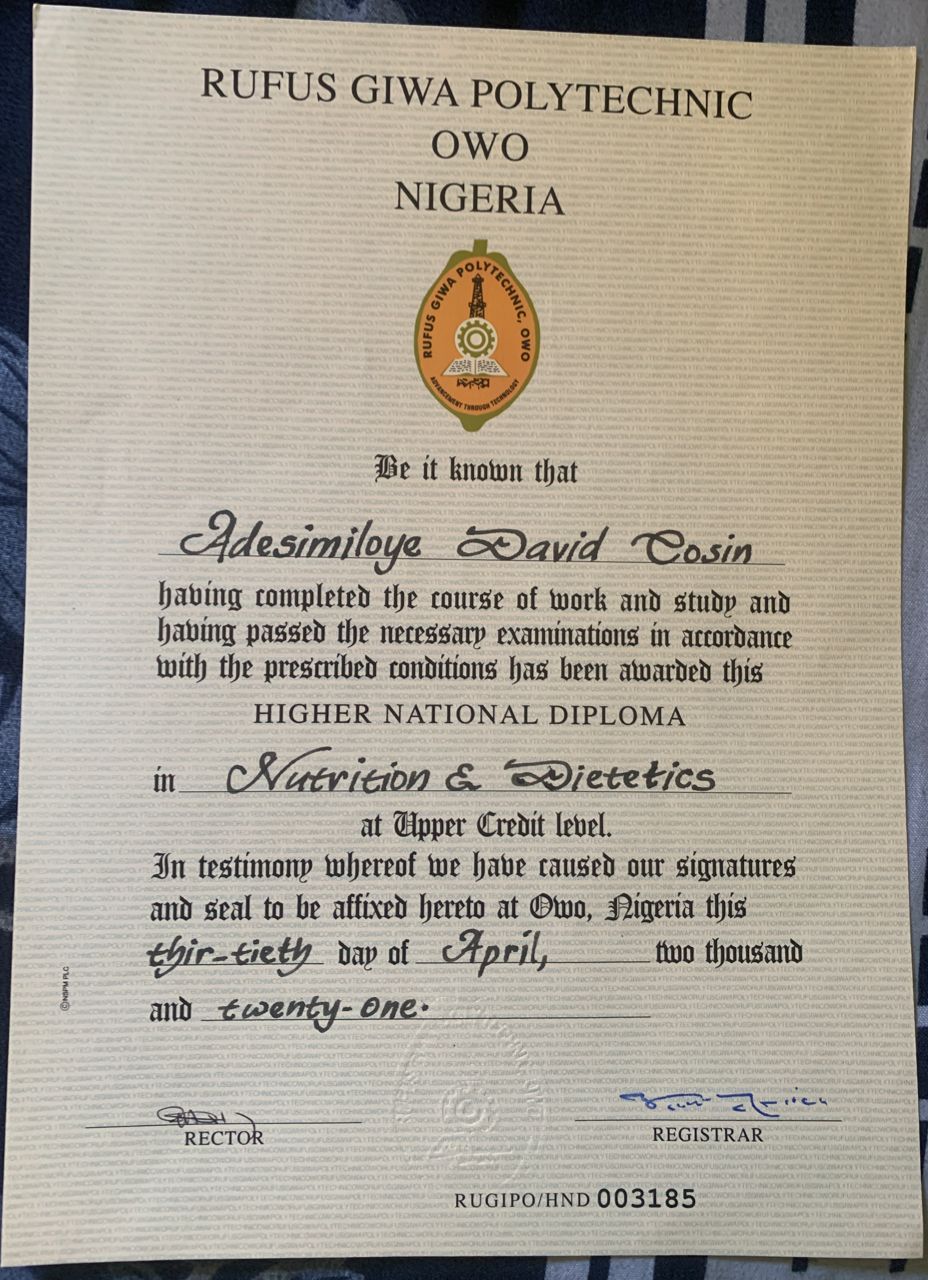 RUFUS GIWA POLYTECHNIC
OWO
NIGERIA
RUFUS GIWA POLYTECHNIC, OWO
ADVANCEMENT THROUGH TECHNOLOGY
Be it known that
Adesimiloye David Cosin
having completed the course of work and study and
having passed the necessary examinations in accordance
with the prescribed conditions has been awarded this
HIGHER NATIONAL DIPLOMA
in Nutrition & Dietetics
at Upper Credit level.
In testimony whereof we have caused our signatures
and seal to be affixed hereto at Owo, Nigeria this
thir-tieth day of April, two thousand
and twenty-one.
©NSPM PLC
RECTOR
REGISTRAR
RUGIPO/HND 003185